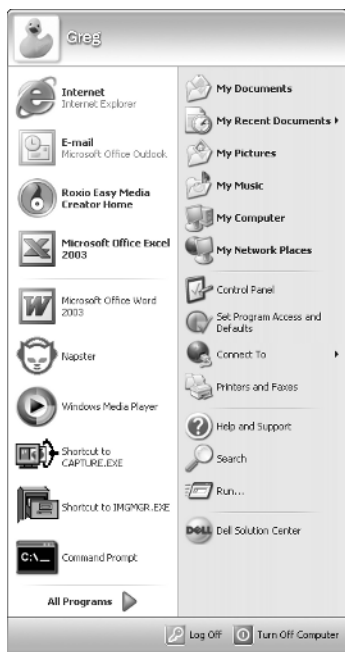 Greg
Internet
Internet Explorer
E-mail
Microsoft Office Outlook
Roxio Easy Media
Creator Home
Microsoft Office Excel
2003
Microsoft Office Word
2003
Napster
Windows Media Player
Shortcut to
CAPTURE.EXE
Shortcut to IMGMGR.EXE
C:\_
Command Prompt
All Programs
My Documents
My Recent Documents
My Pictures
My Music
My Computer
My Network Places
Control Panel
Set Program Access and
Defaults
Connect To
Printers and Faxes
Help and Support
Search
Run...
DELL
Dell Solution Center
Log Off
Turn Off Computer